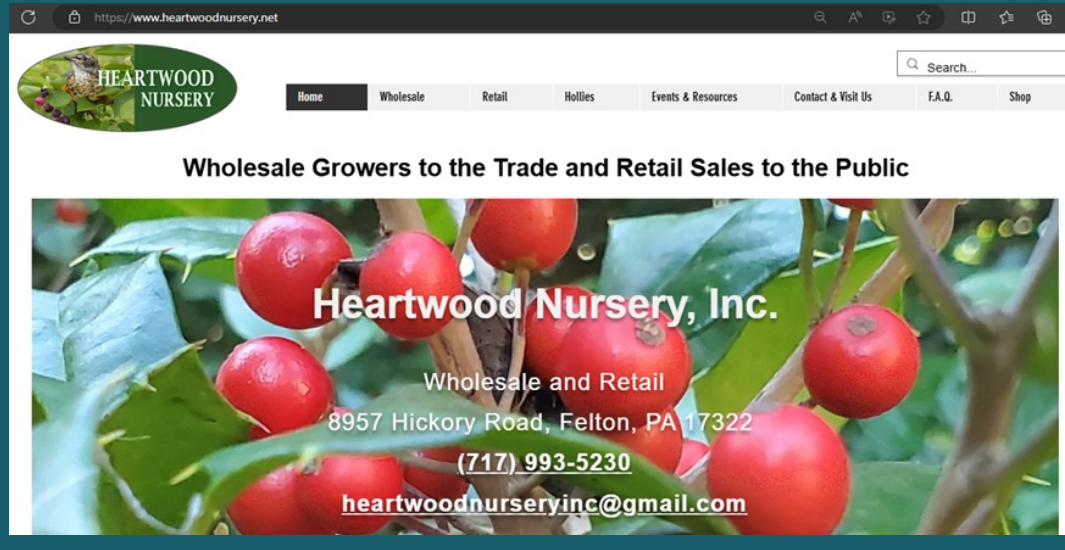 https://www.heartwoodnursery.net
HEARTWOOD
NURSERY
Search...
Home Wholesale Retail Hollies Events & Resources Contact & Visit Us F.A.Q. Shop
Wholesale Growers to the Trade and Retail Sales to the Public
Heartwood Nursery, Inc.
Wholesale and Retail
8957 Hickory Road, Felton, PA 17322
(717) 993-5230
heartwoodnurseryinc@gmail.com